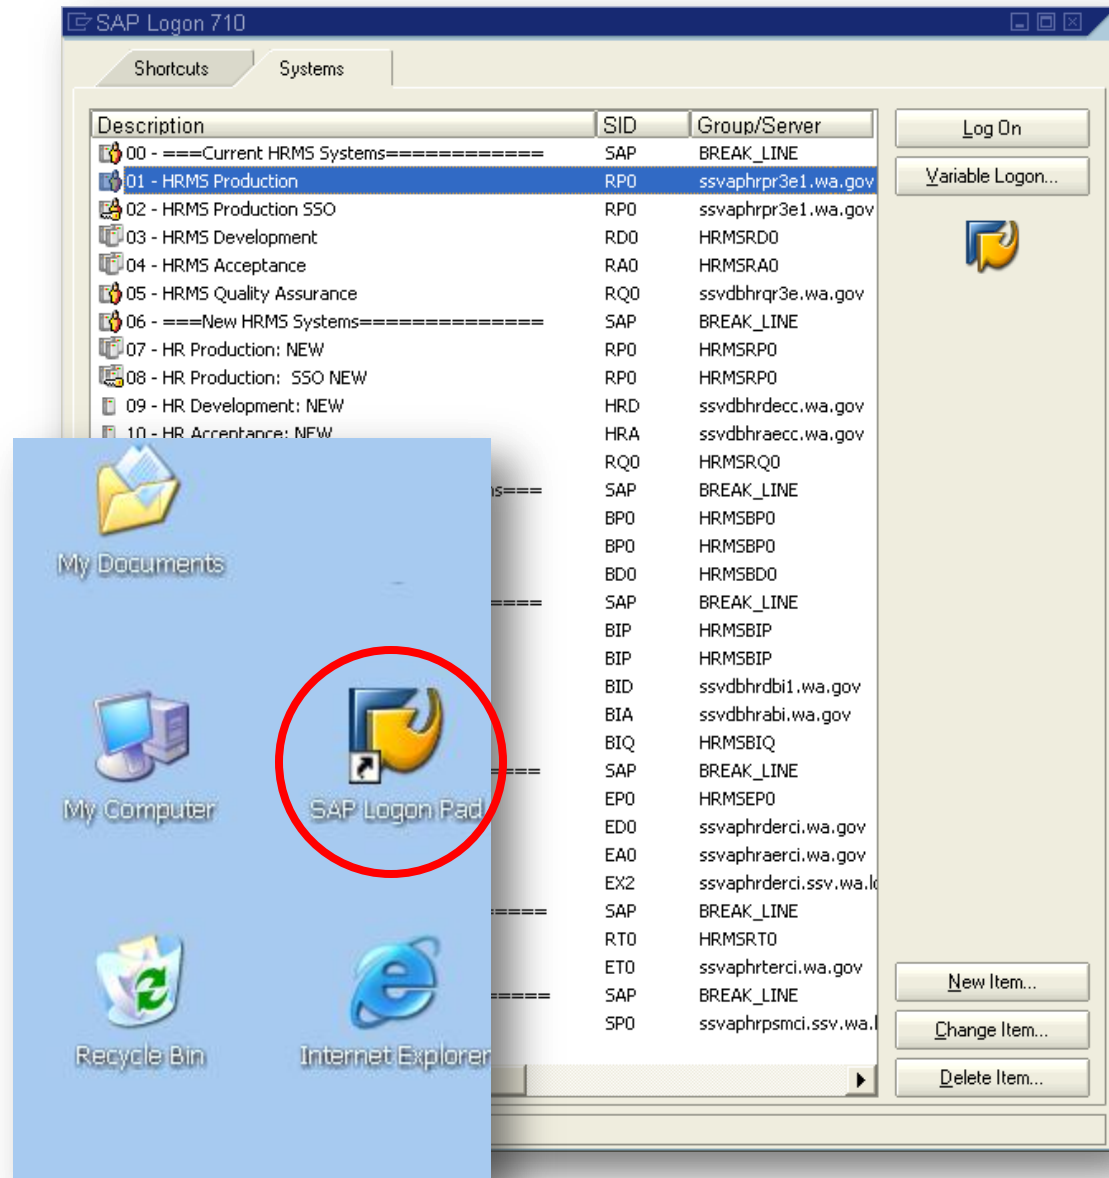 SAP Logon 710
Shortcuts Systems
Description SID Group/Server
00 - ===Current HRMS Systems============ SAP BREAK_LINE
01 - HRMS Production RP0 ssvaphrpr3e1.wa.gov
02 - HRMS Production SSO RP0 ssvaphrpr3e1.wa.gov
03 - HRMS Development RD0 HRMSRD0
04 - HRMS Acceptance RA0 HRMSRA0
05 - HRMS Quality Assurance RQ0 ssvdbhrqr3e.wa.gov
06 - ===New HRMS Systems============== SAP BREAK_LINE
07 - HR Production: NEW RP0 HRMSRP0
08 - HR Production:  SSO NEW RP0 HRMSRP0
09 - HR Development: NEW HRD ssvdbhrdecc.wa.gov
10 - HR Acceptance: NEW HRA ssvdbhraecc.wa.gov
RQ0 HRMSRQ0
s=== SAP BREAK_LINE
BP0 HRMSBP0
BP0 HRMSBP0
BD0 HRMSBD0
==== SAP BREAK_LINE
BIP HRMSBIP
BIP HRMSBIP
BID ssvdbhrdbi1.wa.gov
BIA ssvdbhrabi.wa.gov
BIQ HRMSBIQ
==== SAP BREAK_LINE
EP0 HRMSEP0
ED0 ssvaphrderci.wa.gov
EA0 ssvaphraerci.wa.gov
EX2 ssvaphrderci.ssv.wa.lo
==== SAP BREAK_LINE
RT0 HRMSRT0
ET0 ssvaphrterci.wa.gov
===== SAP BREAK_LINE
SP0 ssvaphrpsmci.ssv.wa.l
Log On
Variable Logon...
New Item...
Change Item...
Delete Item...
My Documents
My Computer
SAP Logon Pad
Recycle Bin
Internet Explorer